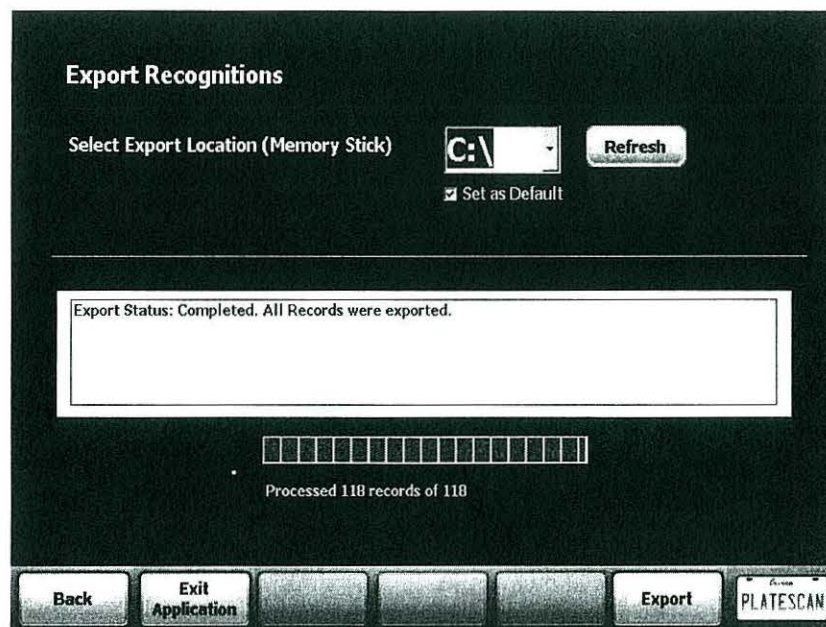 Export Recognitions
Select Export Location (Memory Stick)
C:\
Refresh
Set as Default
Export Status: Completed. All Records were exported.
Processed 118 records of 118
Back
Exit
Application
Export
PLATESCAN